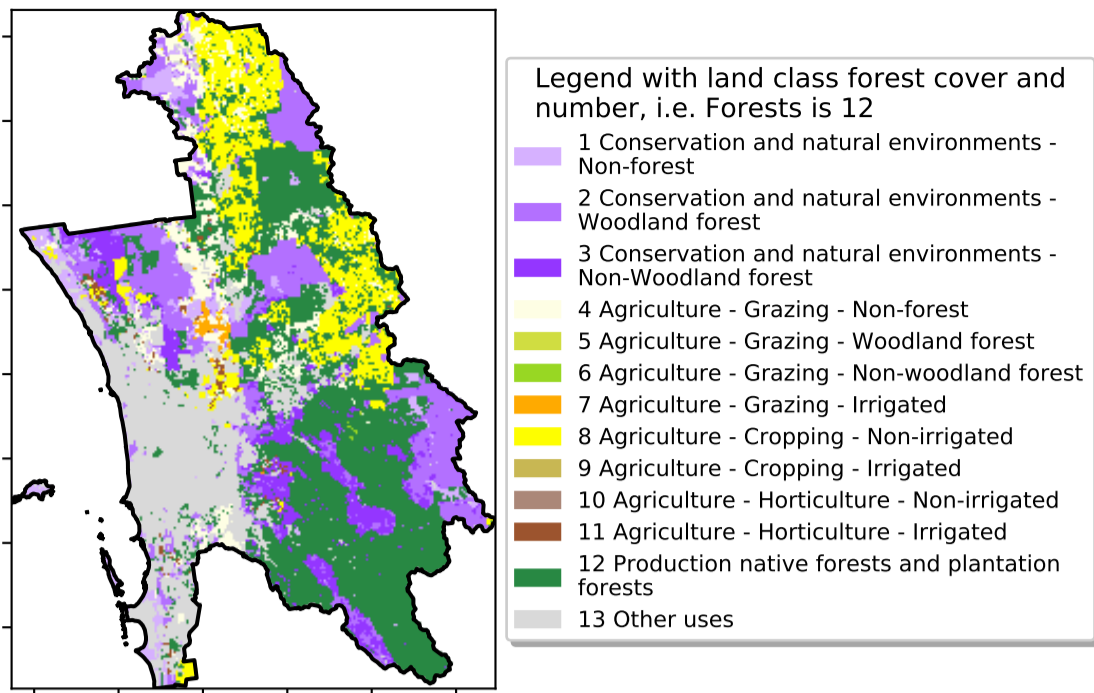 Legend with land class forest cover and
number, i.e. Forests is 12
1 Conservation and natural environments -
Non-forest
2 Conservation and natural environments -
Woodland forest
3 Conservation and natural environments -
Non-Woodland forest
4 Agriculture - Grazing - Non-forest
5 Agriculture - Grazing - Woodland forest
6 Agriculture - Grazing - Non-woodland forest
7 Agriculture - Grazing - Irrigated
8 Agriculture - Cropping - Non-irrigated
9 Agriculture - Cropping - Irrigated
10 Agriculture - Horticulture - Non-irrigated
11 Agriculture - Horticulture - Irrigated
12 Production native forests and plantation
forests
13 Other uses